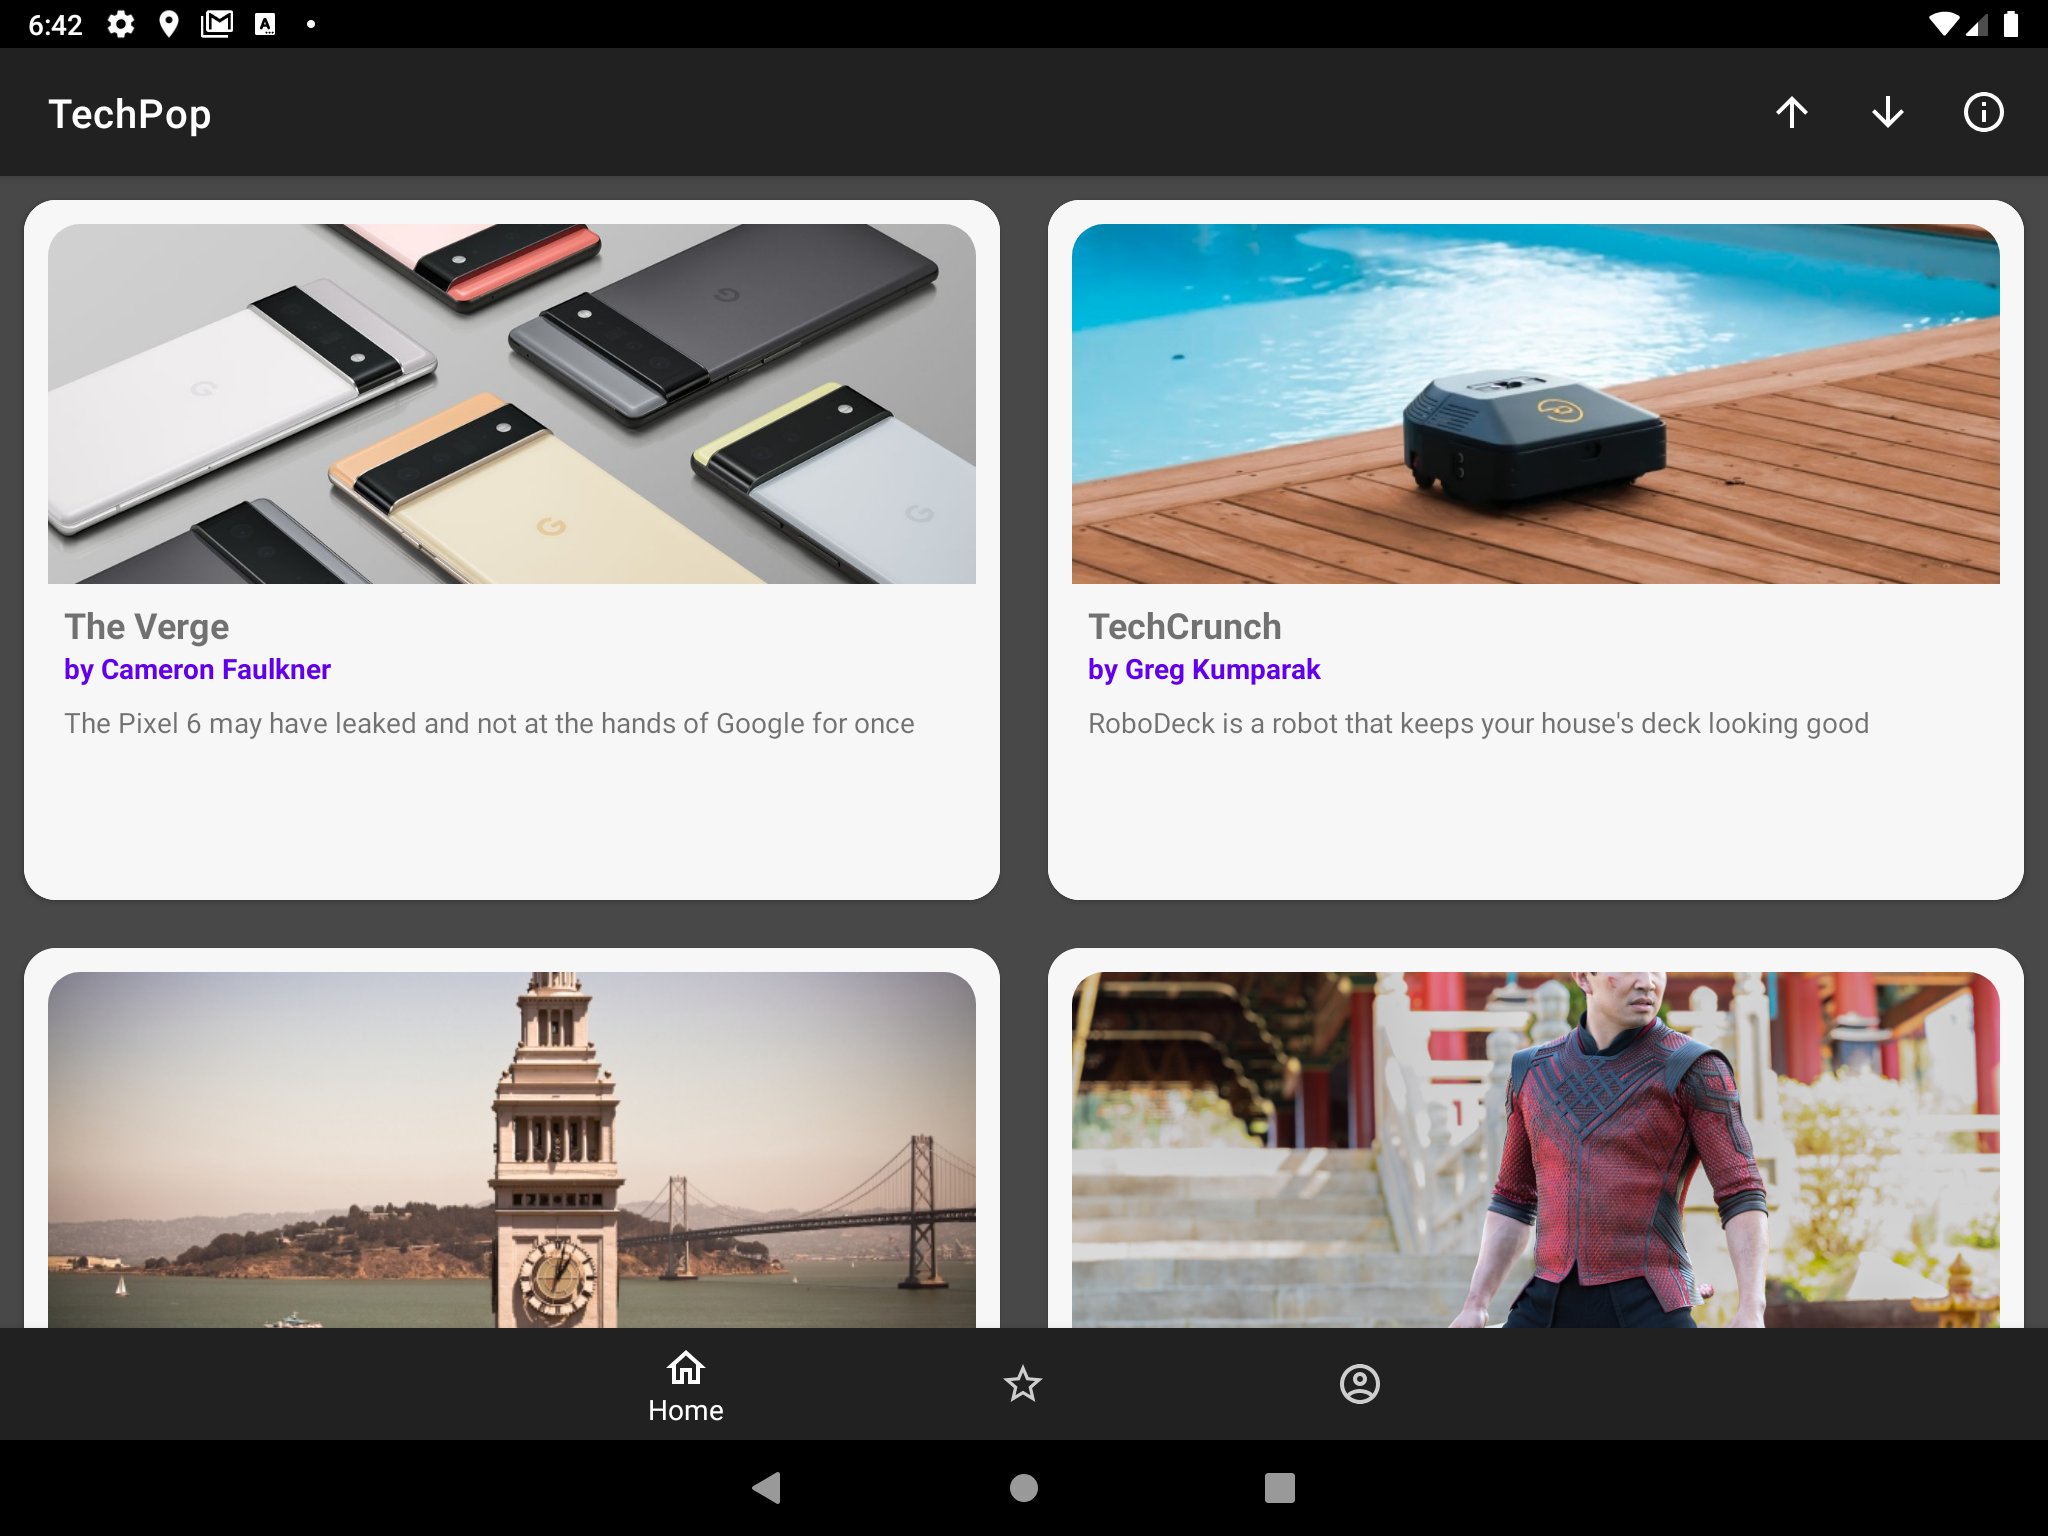 6:42
TechPop
The Verge
by Cameron Faulkner
The Pixel 6 may have leaked and not at the hands of Google for once
TechCrunch
by Greg Kumparak
RoboDeck is a robot that keeps your house's deck looking good
Home